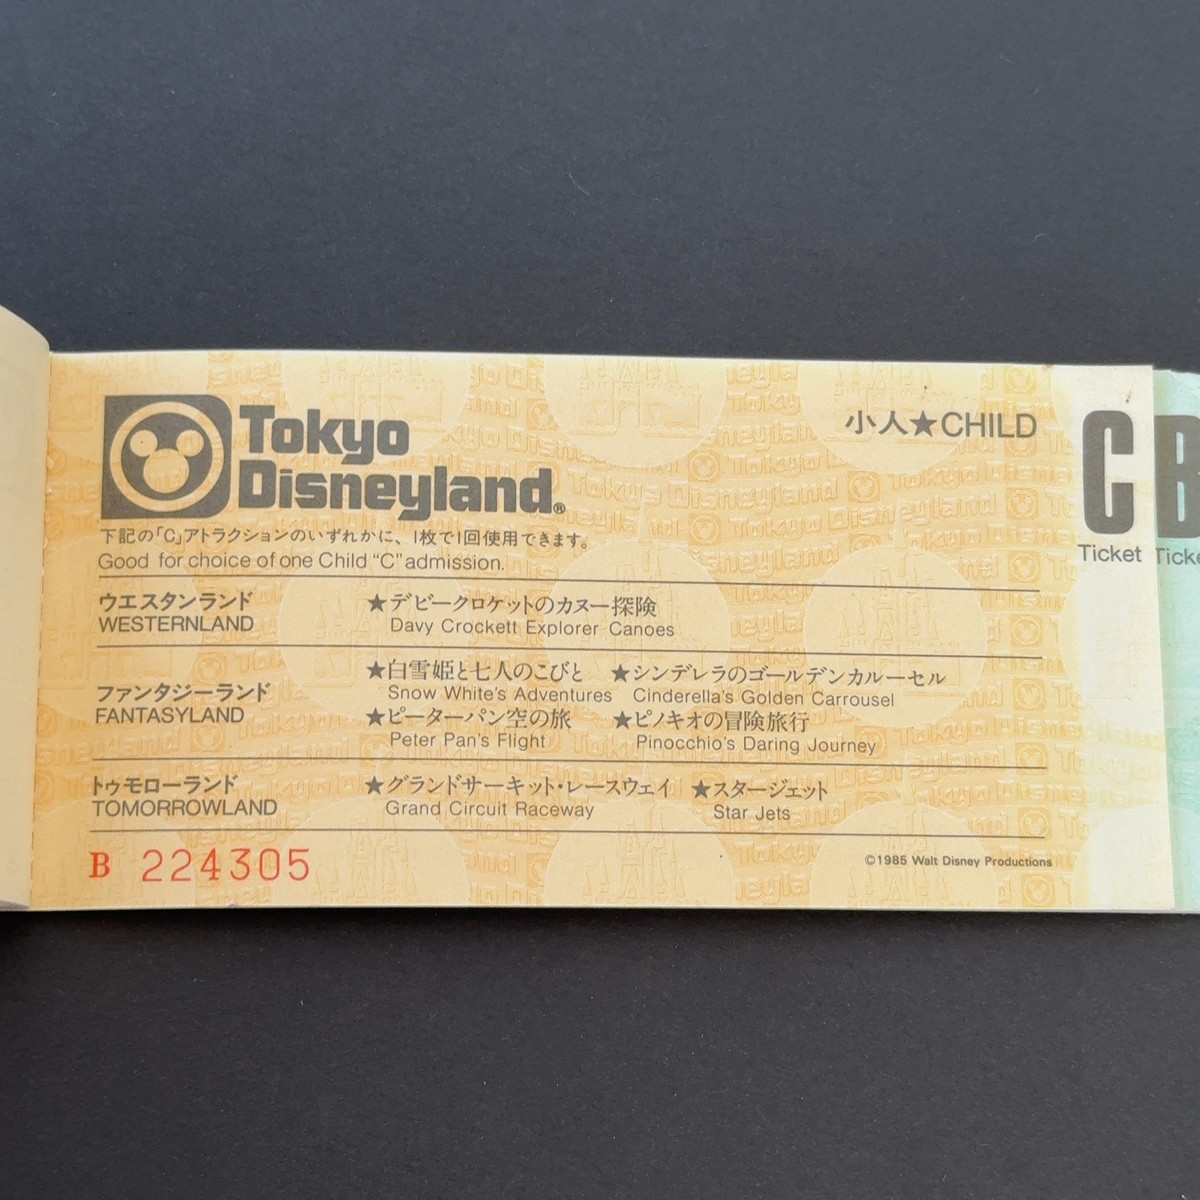 Tokyo
Disneyland®
小人★CHILD
C
Ticket
B
Ticke
下記の「C」アトラクションのいずれかに、1枚で1回使用できます。
Good for choice of one Child "C" admission.
ウエスタンランド
WESTERNLAND
★デビークロケットのカヌー探険
Davy Crockett Explorer Canoes
ファンタジーランド
FANTASYLAND
★白雪姫と七人のこびと ★シンデレラのゴールデンカルーセル
Snow White's Adventures Cinderella's Golden Carrousel
★ピーターパン空の旅 ★ピノキオの冒険旅行
Peter Pan's Flight Pinocchio's Daring Journey
トゥモローランド
TOMORROWLAND
★グランドサーキット・レースウェイ ★スタージェット
Grand Circuit Raceway Star Jets
B 224305
©1985 Walt Disney Productions